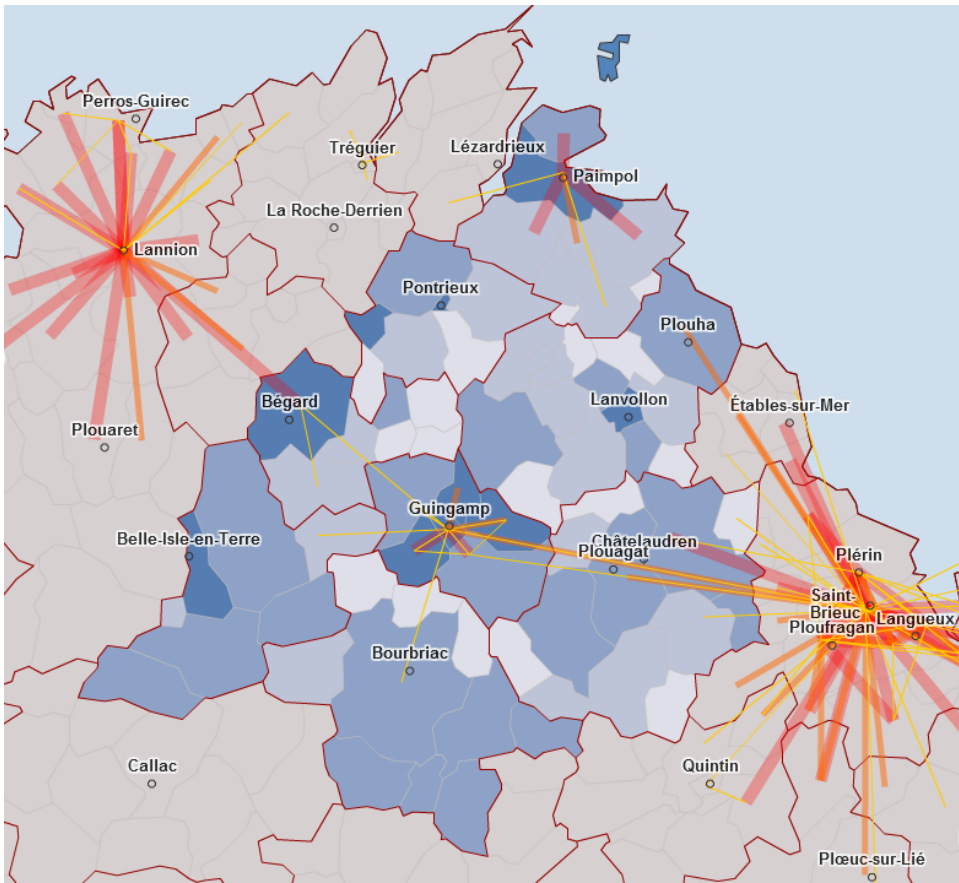 Perros-Guirec
Tréguier
Lézardrieux
Paimpol
La Roche-Derrien
Lannion
Pontrieux
Plouha
Bégard
Lanvollon
Étables-sur-Mer
Plouaret
Guingamp
Belle-Isle-en-Terre
Châtelaudren
Plouagat
Plérin
Saint-
Brieuc
Langueux
Ploufragan
Bourbriac
Callac
Quintin
Plœuc-sur-Lié